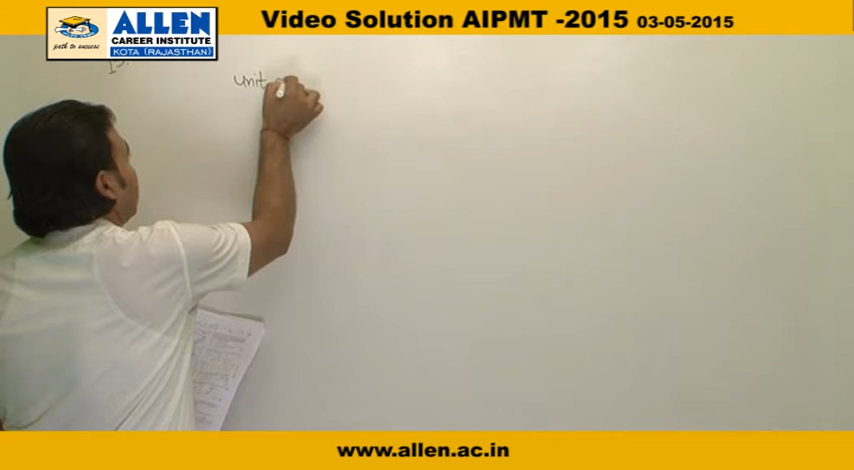 Video Solution AIPMT -2015 03-05-2015
ALLEN
CAREER INSTITUTE
KOTA (RAJASTHAN)
path to success
Unit
www.allen.ac.in